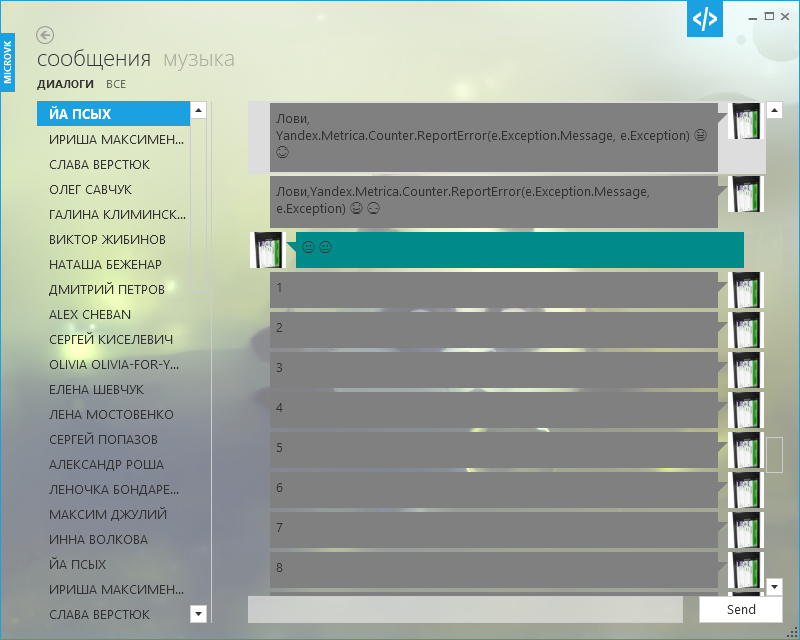 </>
MICROVK
сообщения музыка
ДИАЛОГИ ВСЕ
ЙА ПСЫХ
ИРИША МАКСИМЕН...
СЛАВА ВЕРСТЮК
ОЛЕГ САВЧУК
ГАЛИНА КЛИМИНСК...
ВИКТОР ЖИБИНОВ
НАТАША БЕЖЕНАР
ДМИТРИЙ ПЕТРОВ
ALEX CHEBAN
СЕРГЕЙ КИСЕЛЕВИЧ
OLIVIA OLIVIA-FOR-Y...
ЕЛЕНА ШЕВЧУК
ЛЕНА МОСТОВЕНКО
СЕРГЕЙ ПОПАЗОВ
АЛЕКСАНДР РОША
ЛЕНОЧКА БОНДАРЕ...
МАКСИМ ДЖУЛИЙ
ИННА ВОЛКОВА
ЙА ПСЫХ
ИРИША МАКСИМЕН...
СЛАВА ВЕРСТЮК
Лови,
Yandex.Metrica.Counter.ReportError(e.Exception.Message, e.Exception)
Лови,Yandex.Metrica.Counter.ReportError(e.Exception.Message,
e.Exception)
1
2
3
4
5
6
7
8
Send